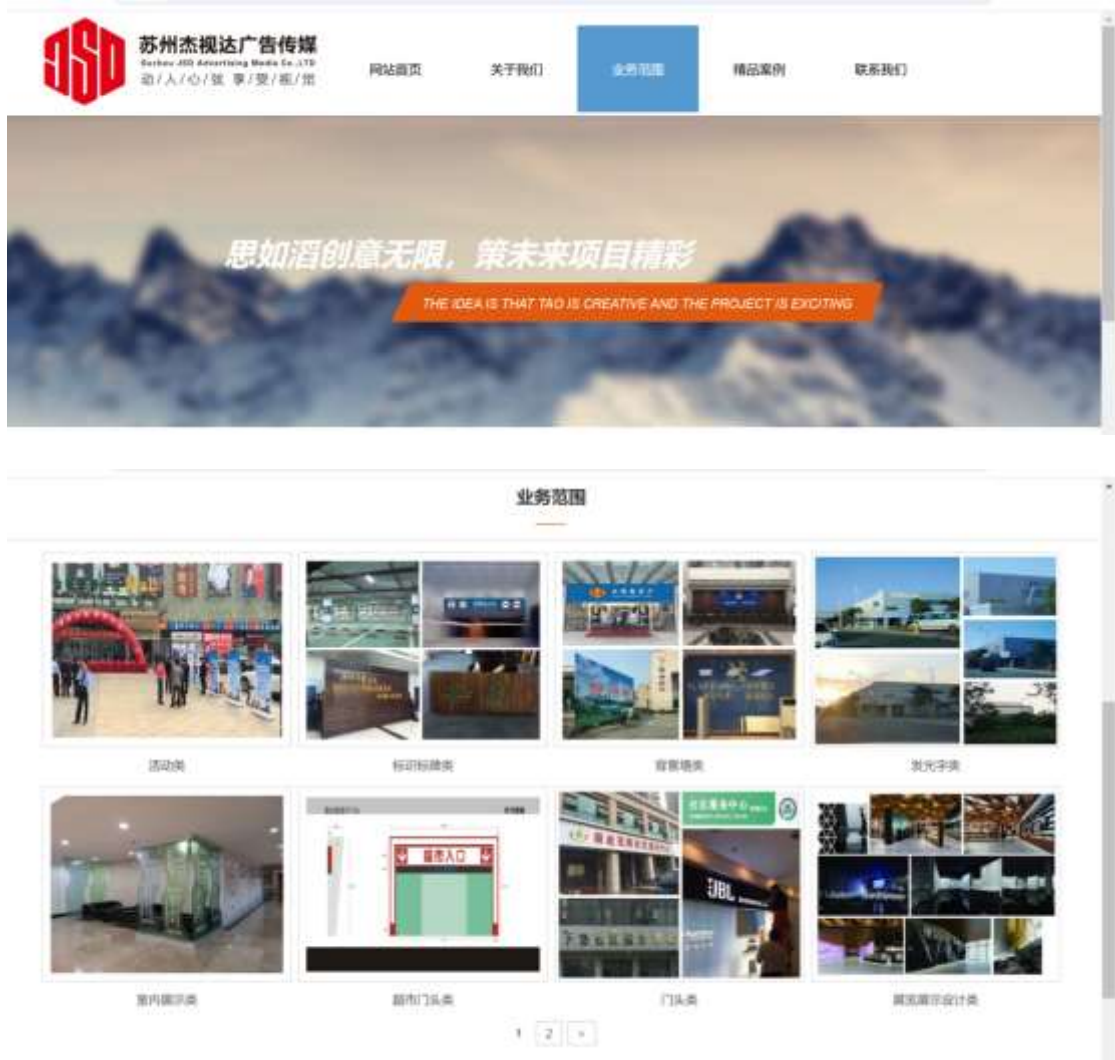 苏州杰视达广告传媒
Suzhou JSD Advertising Media Co.,LTD
动/人/心/弦 享/受/视/觉
网站首页 关于我们 业务范围 精品案例 联系我们
思如滔创意无限，策未来项目精彩
THE IDEA IS THAT TAO IS CREATIVE AND THE PROJECT IS EXCITING
业务范围
活动类 标识标牌类 背景墙类 发光字类
超市入口
社区服务中心
JBL
室内展示类 超市门头类 门头类 展览展示设计类
1 2 >